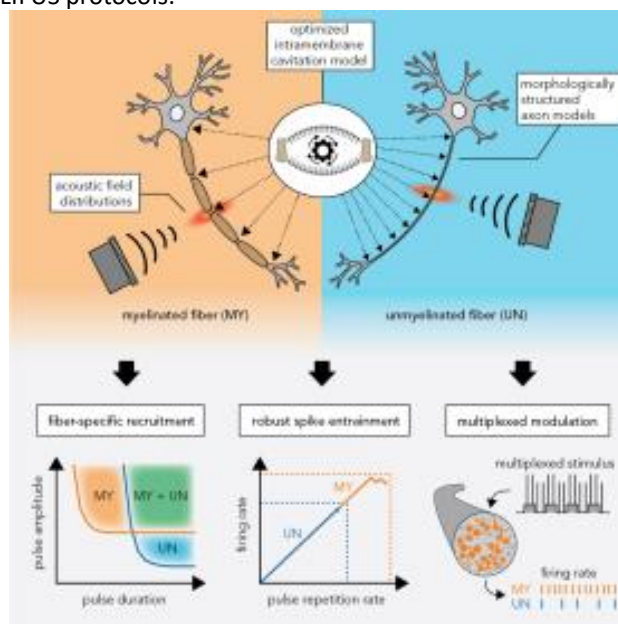 LIFUS protocols.
optimized
intramembrane
cavitation model
morphologically
structured
axon models
acoustic field
distributions
myelinated fiber (MY)
unmyelinated fiber (UN)
fiber-specific recruitment
robust spike entrainment
multiplexed modulation
pulse amplitude
MY
MY + UN
UN
pulse duration
firing rate
MY
UN
pulse repetition rate
multiplexed stimulus
firing rate
MY
UN